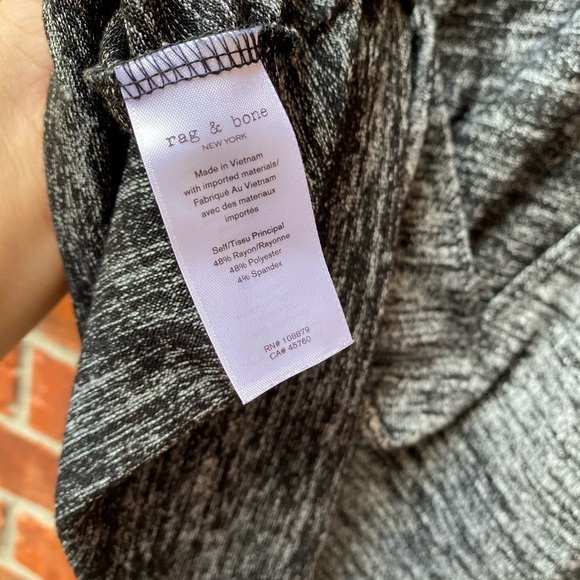 rag & bone
NEW YORK
Made in Vietnam
with imported materials/
Fabriqué Au Vietnam
avec des materiaux
importés
Self/Tissu Principal
48% Rayon/Rayonne
48% Polyester
4% Spandex
RN# 108879
CA# 45760